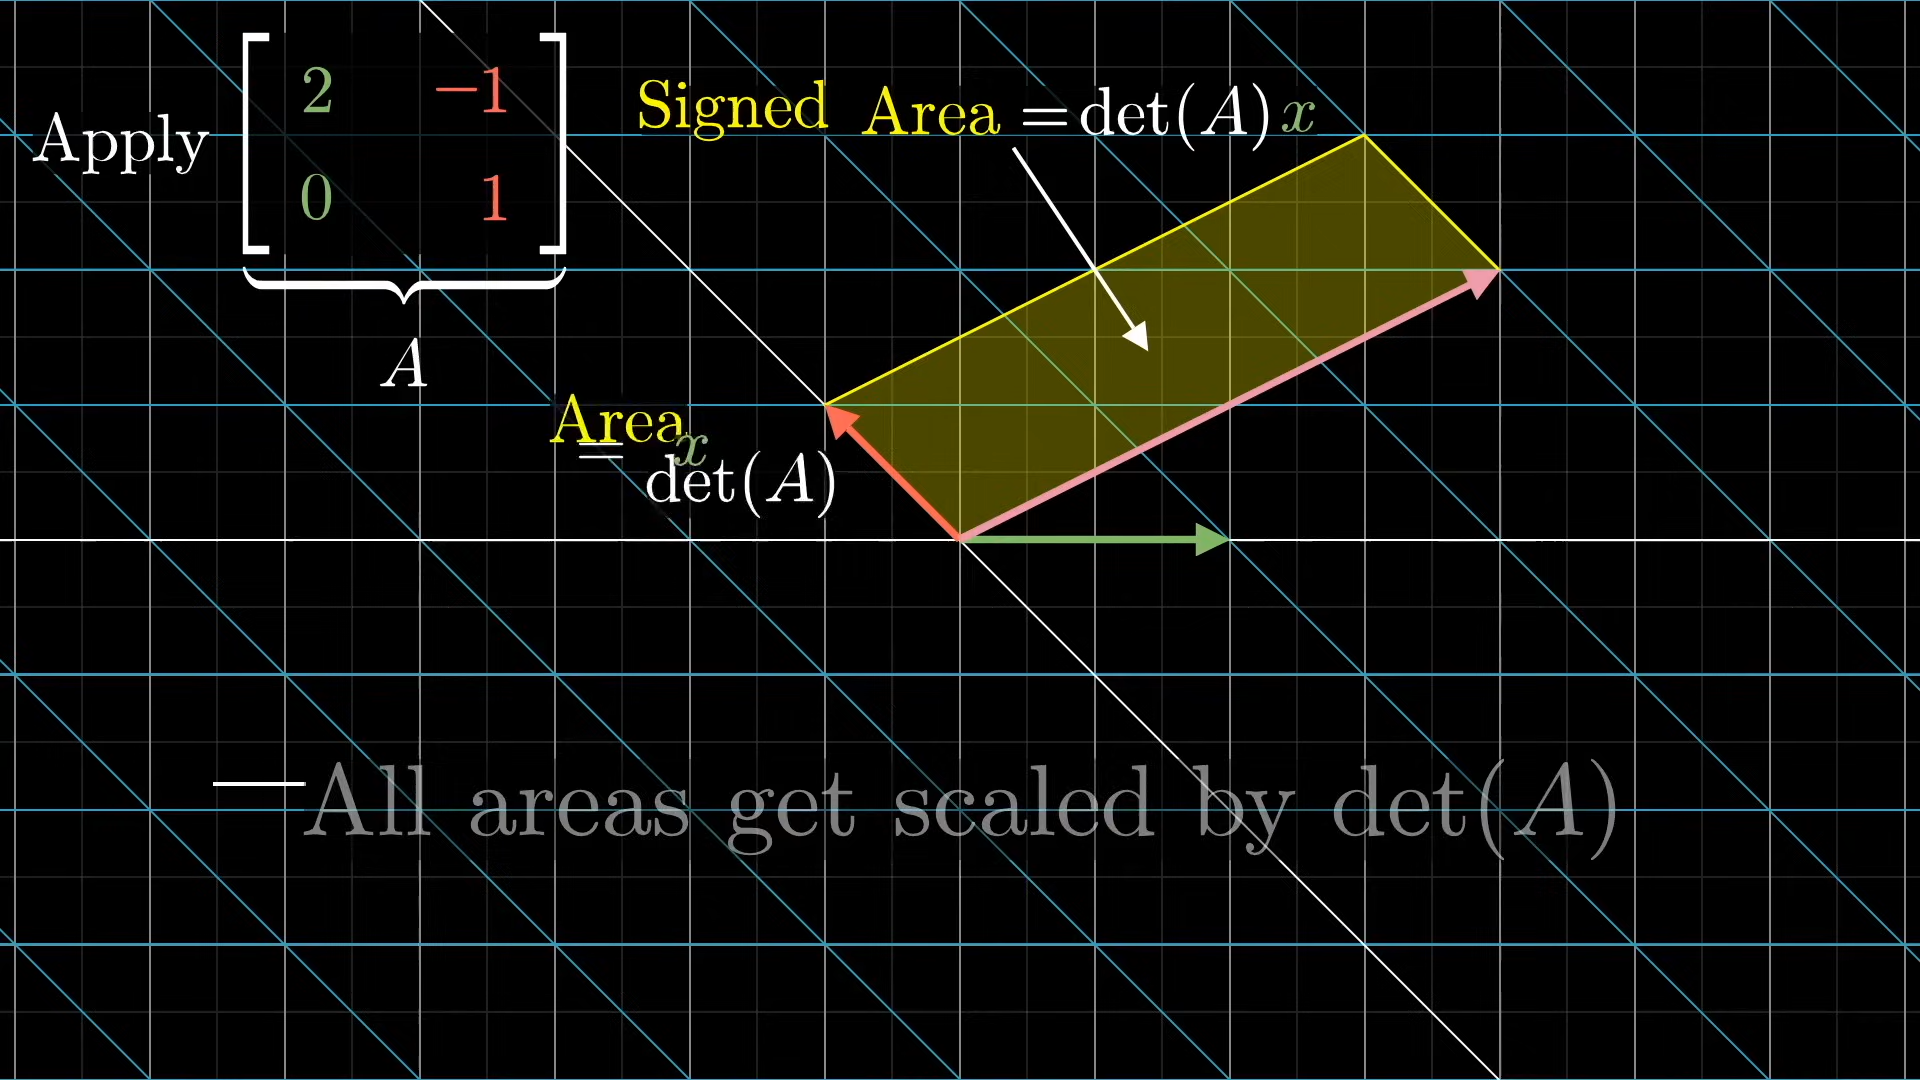 Apply [2 −1
0 1]
A
Signed Area = det(A) x
Area
= x
det(A)
All areas get scaled by det(A)